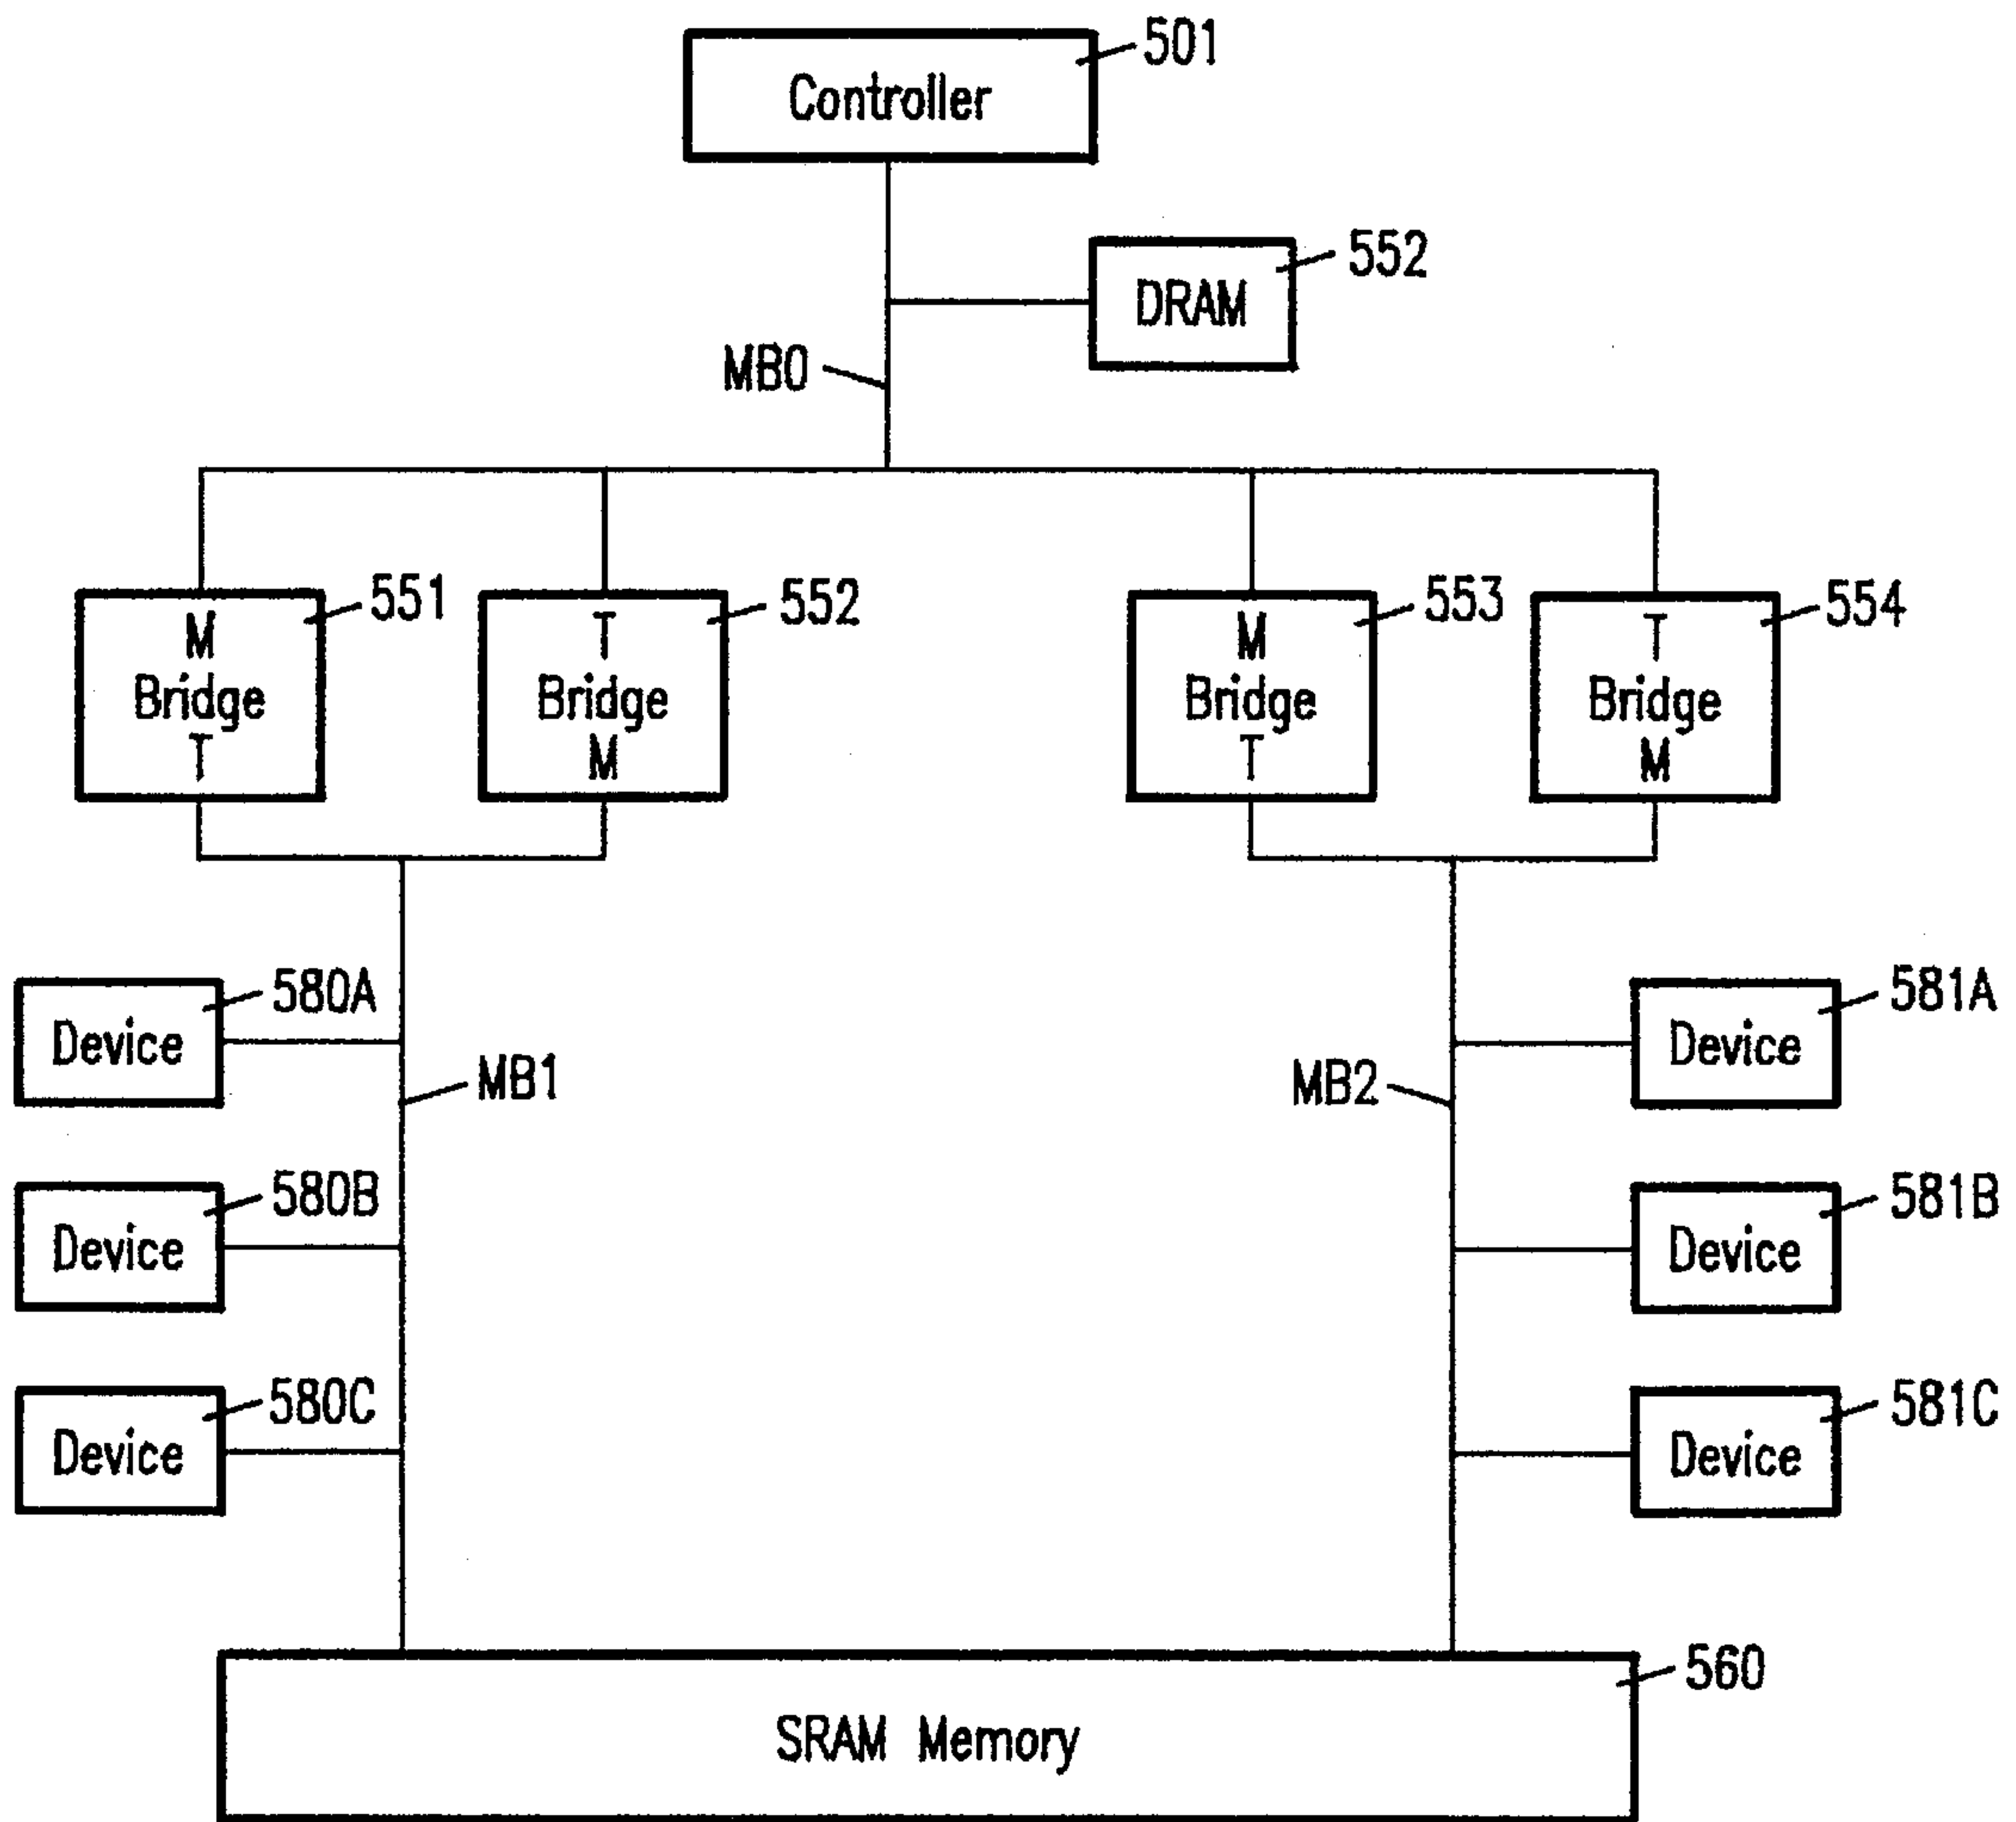 501
Controller
552
DRAM
MB0
551
552
553
554
M
Bridge
T
T
Bridge
M
M
Bridge
T
T
Bridge
M
580A
Device
581A
Device
MB1
MB2
580B
Device
581B
Device
580C
Device
581C
Device
560
SRAM Memory